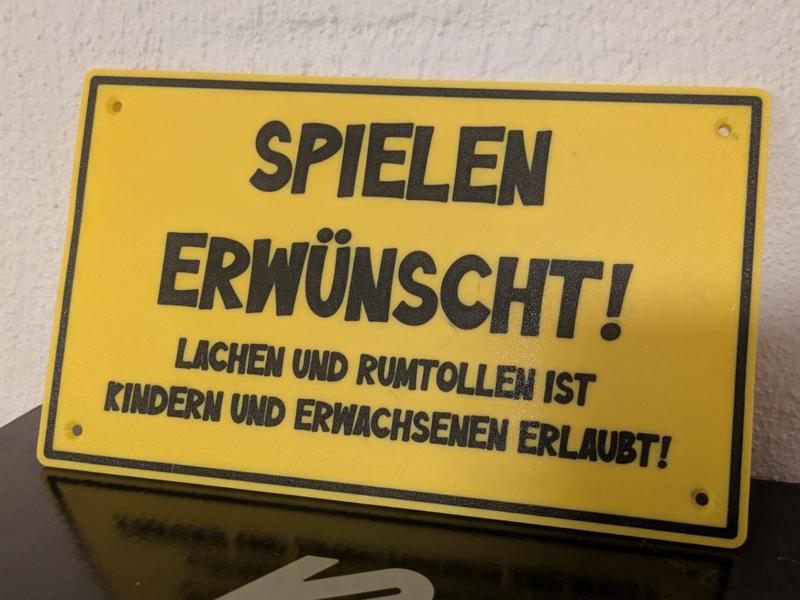 SPIELEN
ERWÜNSCHT!
LACHEN UND RUMTOLLEN IST
KINDERN UND ERWACHSENEN ERLAUBT!